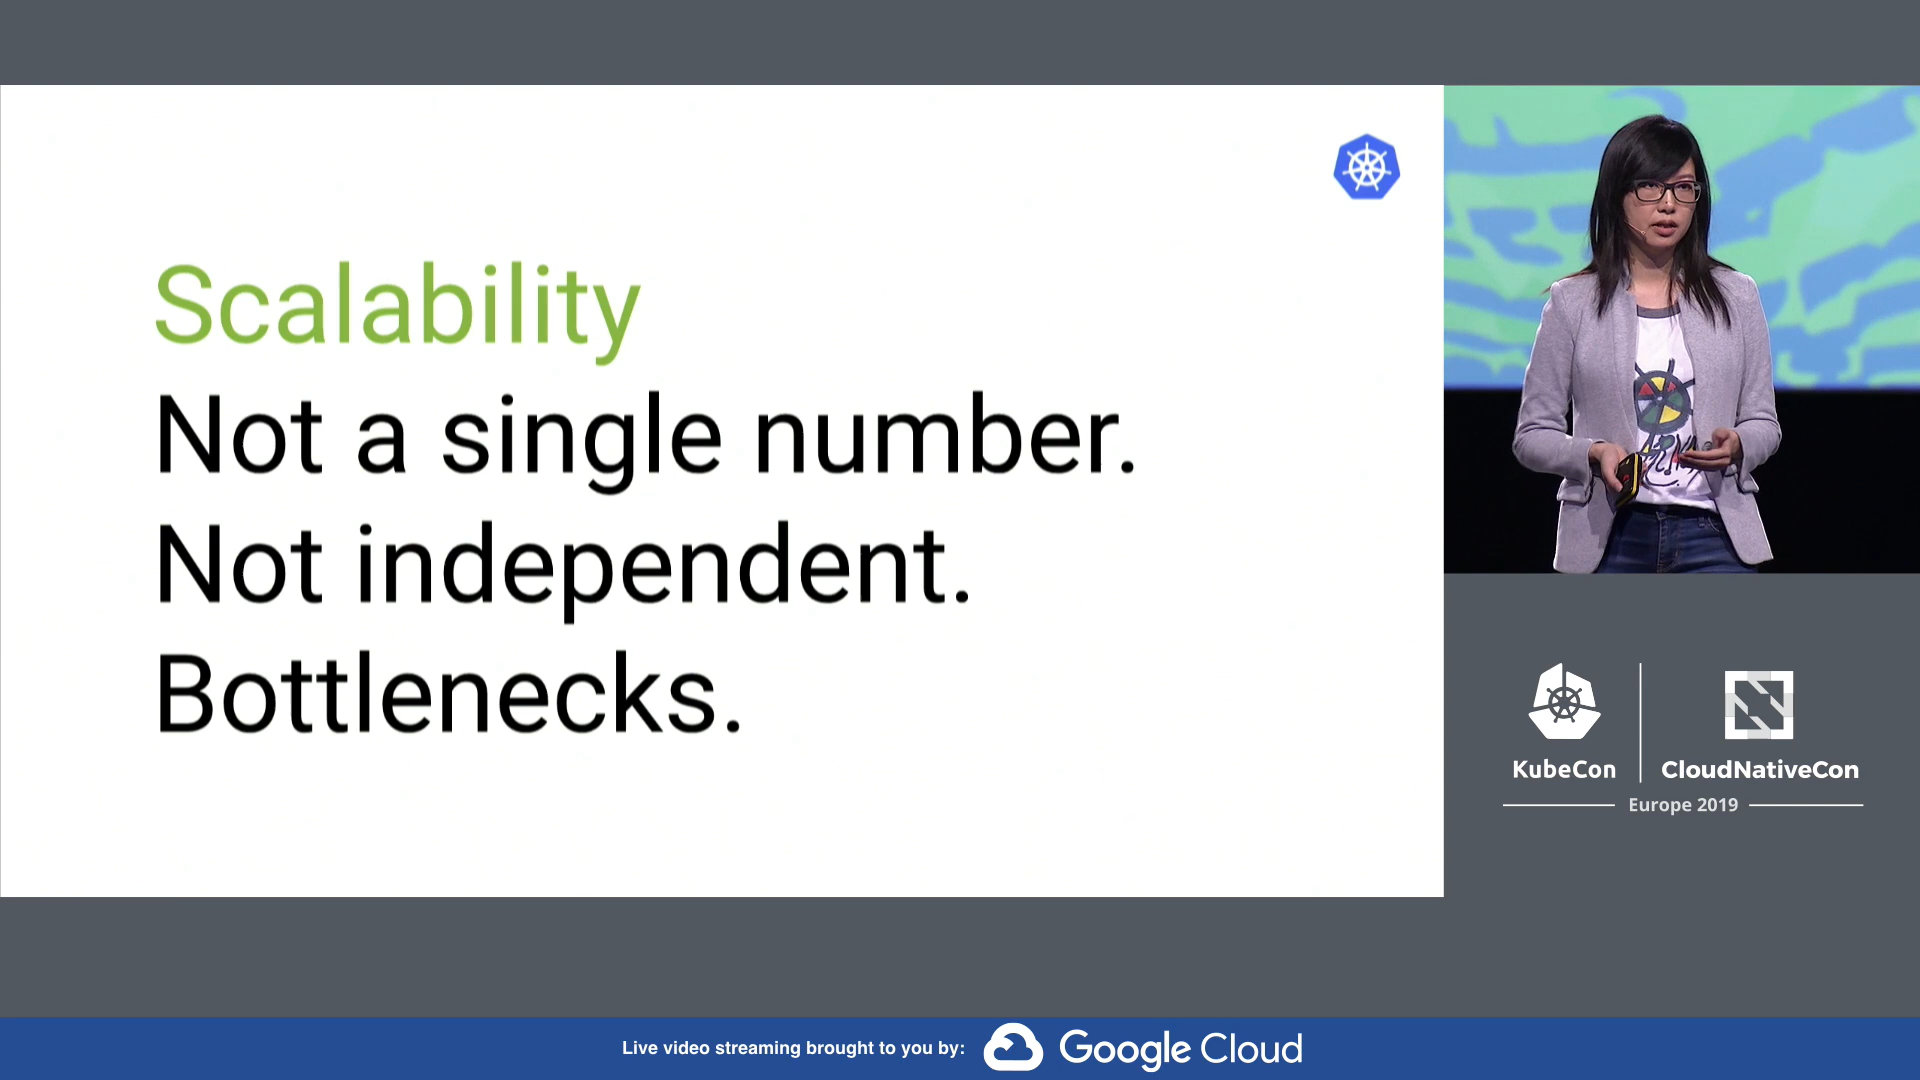 Scalability
Not a single number.
Not independent.
Bottlenecks.
KubeCon
CloudNativeCon
Europe 2019
Live video streaming brought to you by:
Google Cloud